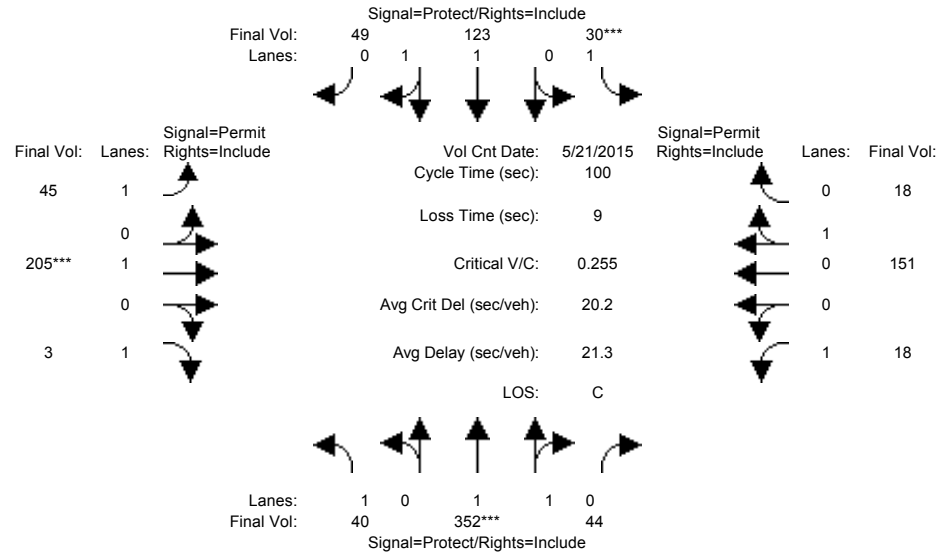 Signal=Protect/Rights=Include
Final Vol: 49 123 30***
Lanes: 0 1 1 0 1
Signal=Permit Signal=Permit
Final Vol: Lanes: Rights=Include Vol Cnt Date: 5/21/2015 Rights=Include Lanes: Final Vol:
Cycle Time (sec): 100
45 1 0 18
Loss Time (sec): 9
0 1
205*** 1 Critical V/C: 0.255 0 151
0 Avg Crit Del (sec/veh): 20.2 0
3 1 Avg Delay (sec/veh): 21.3 1 18
LOS: C
Lanes: 1 0 1 1 0
Final Vol: 40 352*** 44
Signal=Protect/Rights=Include